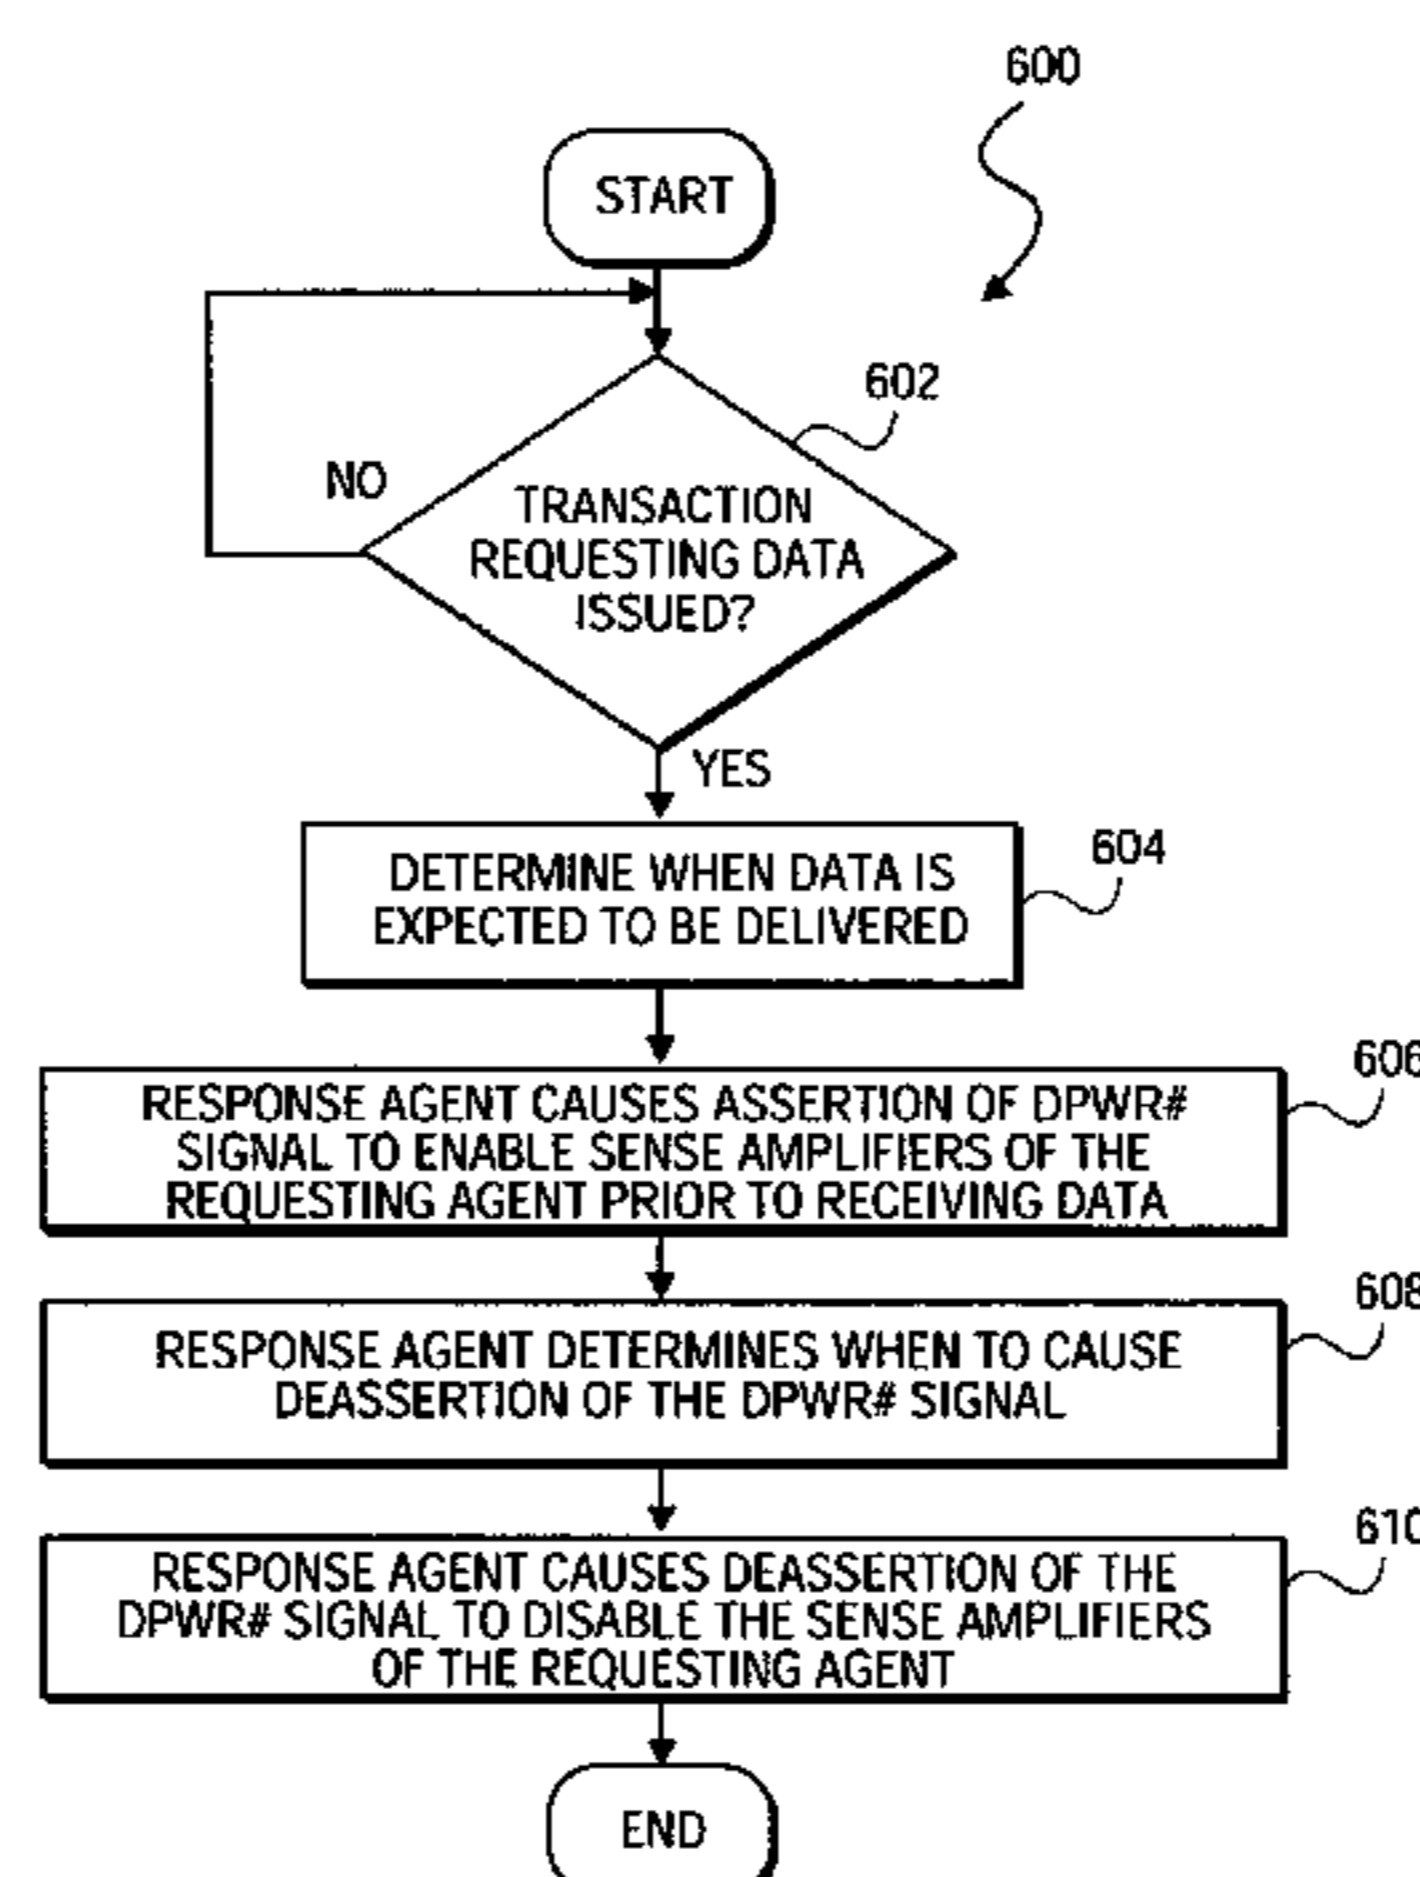 600
START
602
NO
TRANSACTION
REQUESTING DATA
ISSUED?
YES
604
DETERMINE WHEN DATA IS
EXPECTED TO BE DELIVERED
606
RESPONSE AGENT CAUSES ASSERTION OF DPWR#
SIGNAL TO ENABLE SENSE AMPLIFIERS OF THE
REQUESTING AGENT PRIOR TO RECEIVING DATA
608
RESPONSE AGENT DETERMINES WHEN TO CAUSE
DEASSERTION OF THE DPWR# SIGNAL
610
RESPONSE AGENT CAUSES DEASSERTION OF THE
DPWR# SIGNAL TO DISABLE THE SENSE AMPLIFIERS
OF THE REQUESTING AGENT
END